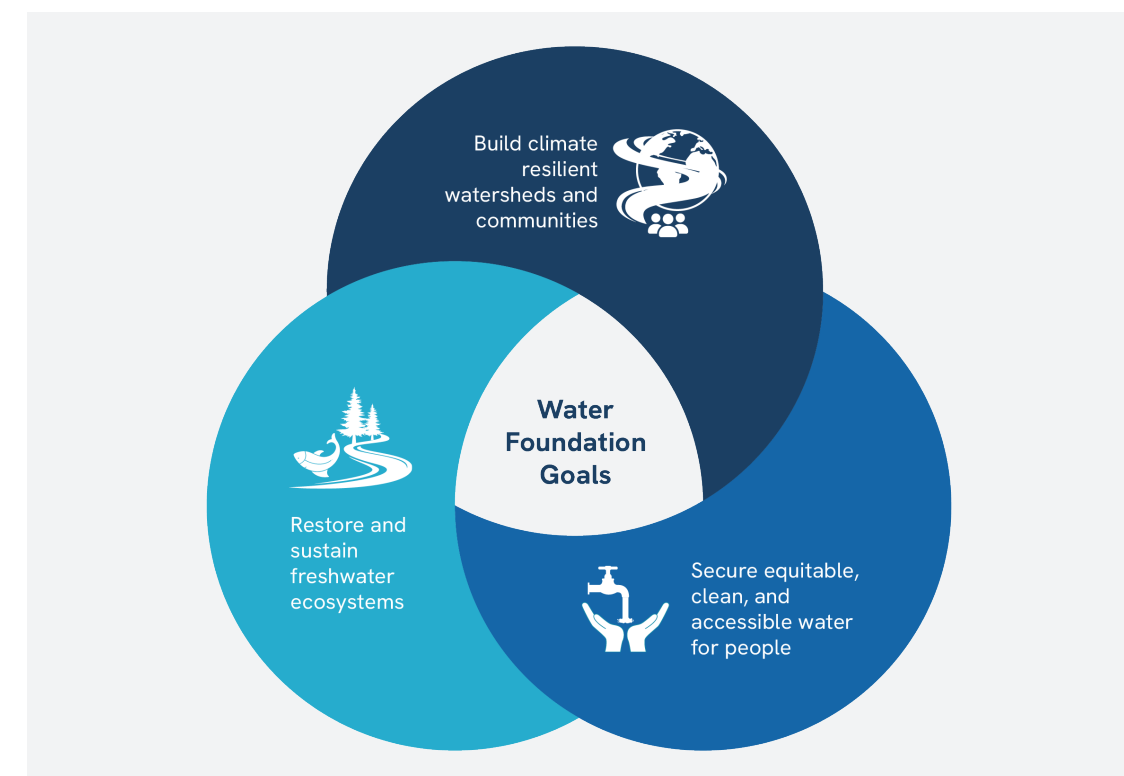 Build climate
resilient
watersheds and
communities
Water
Foundation
Goals
Restore and
sustain
freshwater
ecosystems
Secure equitable,
clean, and
accessible water
for people